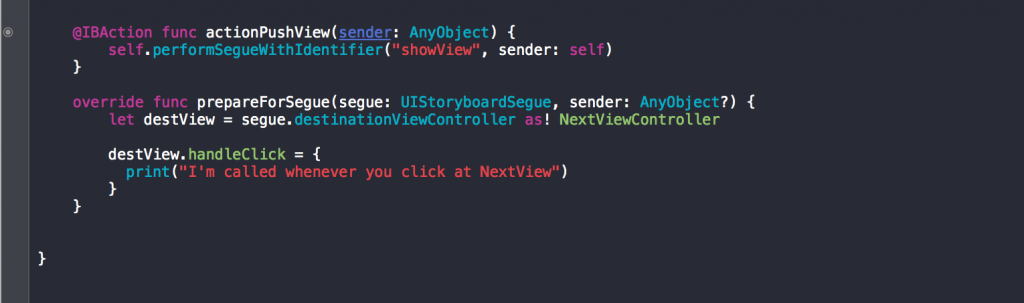 @IBAction func actionPushView(sender: AnyObject) {
self.performSegueWithIdentifier("showView", sender: self)
}
override func prepareForSegue(segue: UIStoryboardSegue, sender: AnyObject?) {
let destView = segue.destinationViewController as! NextViewController
destView.handleClick = {
print("I'm called whenever you click at NextView")
}
}
}